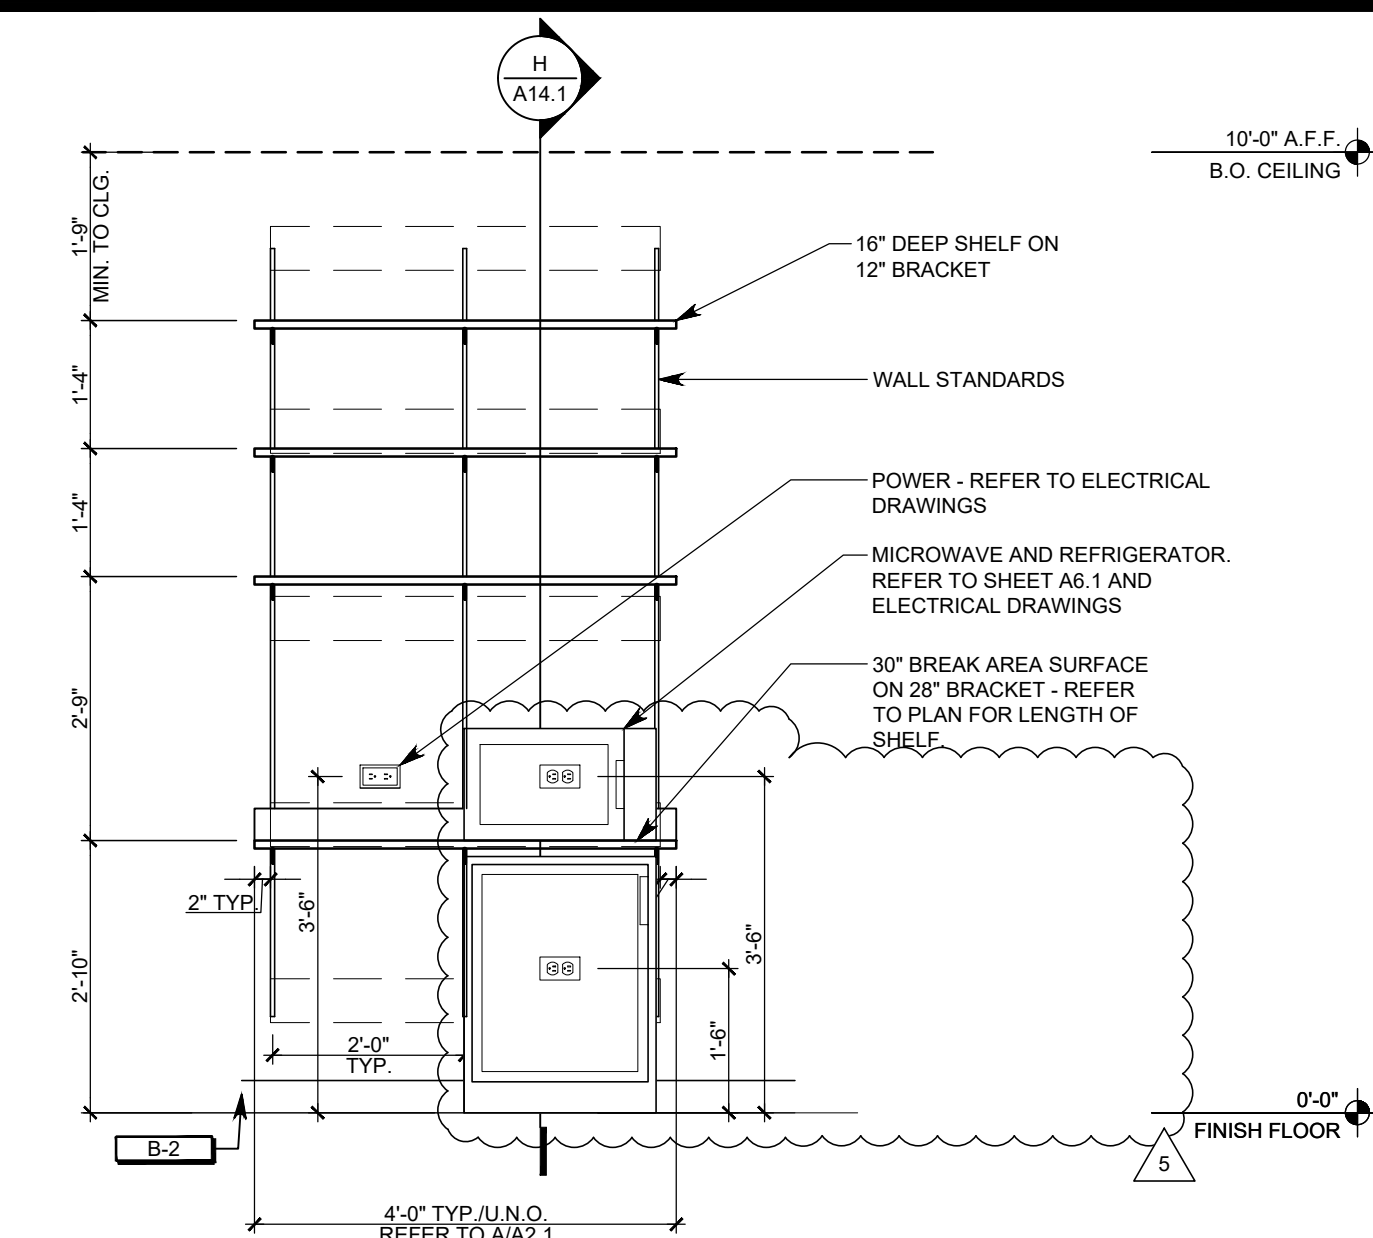 H
A14.1
10'-0" A.F.F.
B.O. CEILING
1'-9"
MIN. TO CLG.
16" DEEP SHELF ON
12" BRACKET
1'-4"
WALL STANDARDS
1'-4"
POWER - REFER TO ELECTRICAL
DRAWINGS
MICROWAVE AND REFRIGERATOR.
REFER TO SHEET A6.1 AND
ELECTRICAL DRAWINGS
2'-9"
30" BREAK AREA SURFACE
ON 28" BRACKET - REFER
TO PLAN FOR LENGTH OF
SHELF.
2" TYP.
3'-6"
3'-6"
2'-10"
1'-6"
2'-0"
TYP.
0'-0"
FINISH FLOOR
B-2
5
4'-0" TYP./U.N.O.
REFER TO A/A2.1